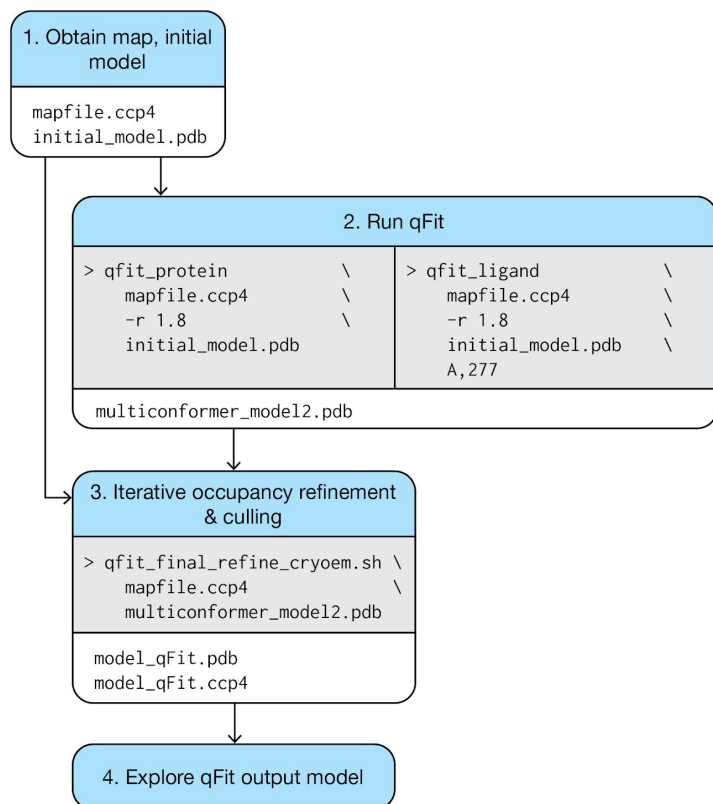 1. Obtain map, initial
model
mapfile.ccp4
initial_model.pdb
2. Run qFit
> qfit_protein \
mapfile.ccp4 \
-r 1.8 \
initial_model.pdb
> qfit_ligand \
mapfile.ccp4 \
-r 1.8 \
initial_model.pdb \
A,277
multiconformer_model2.pdb
3. Iterative occupancy refinement
& culling
> qfit_final_refine_cryoem.sh \
mapfile.ccp4 \
multiconformer_model2.pdb
model_qFit.pdb
model_qFit.ccp4
4. Explore qFit output model